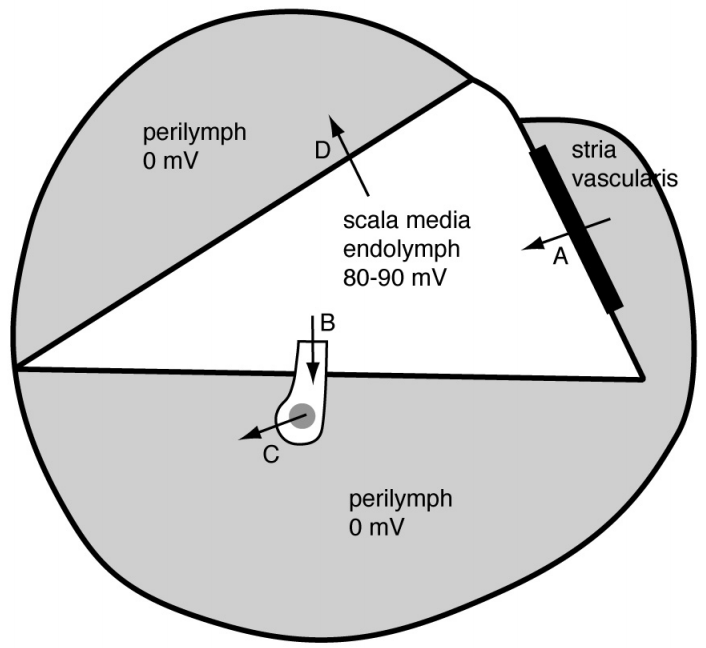 perilymph
0 mV
D
stria
vascularis
scala media
endolymph
80-90 mV
A
B
C
perilymph
0 mV